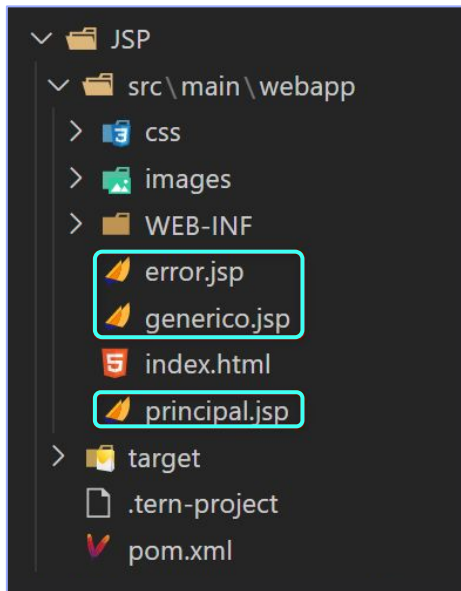 JSP
src\main\webapp
css
images
WEB-INF
error.jsp
generico.jsp
index.html
principal.jsp
target
.tern-project
pom.xml